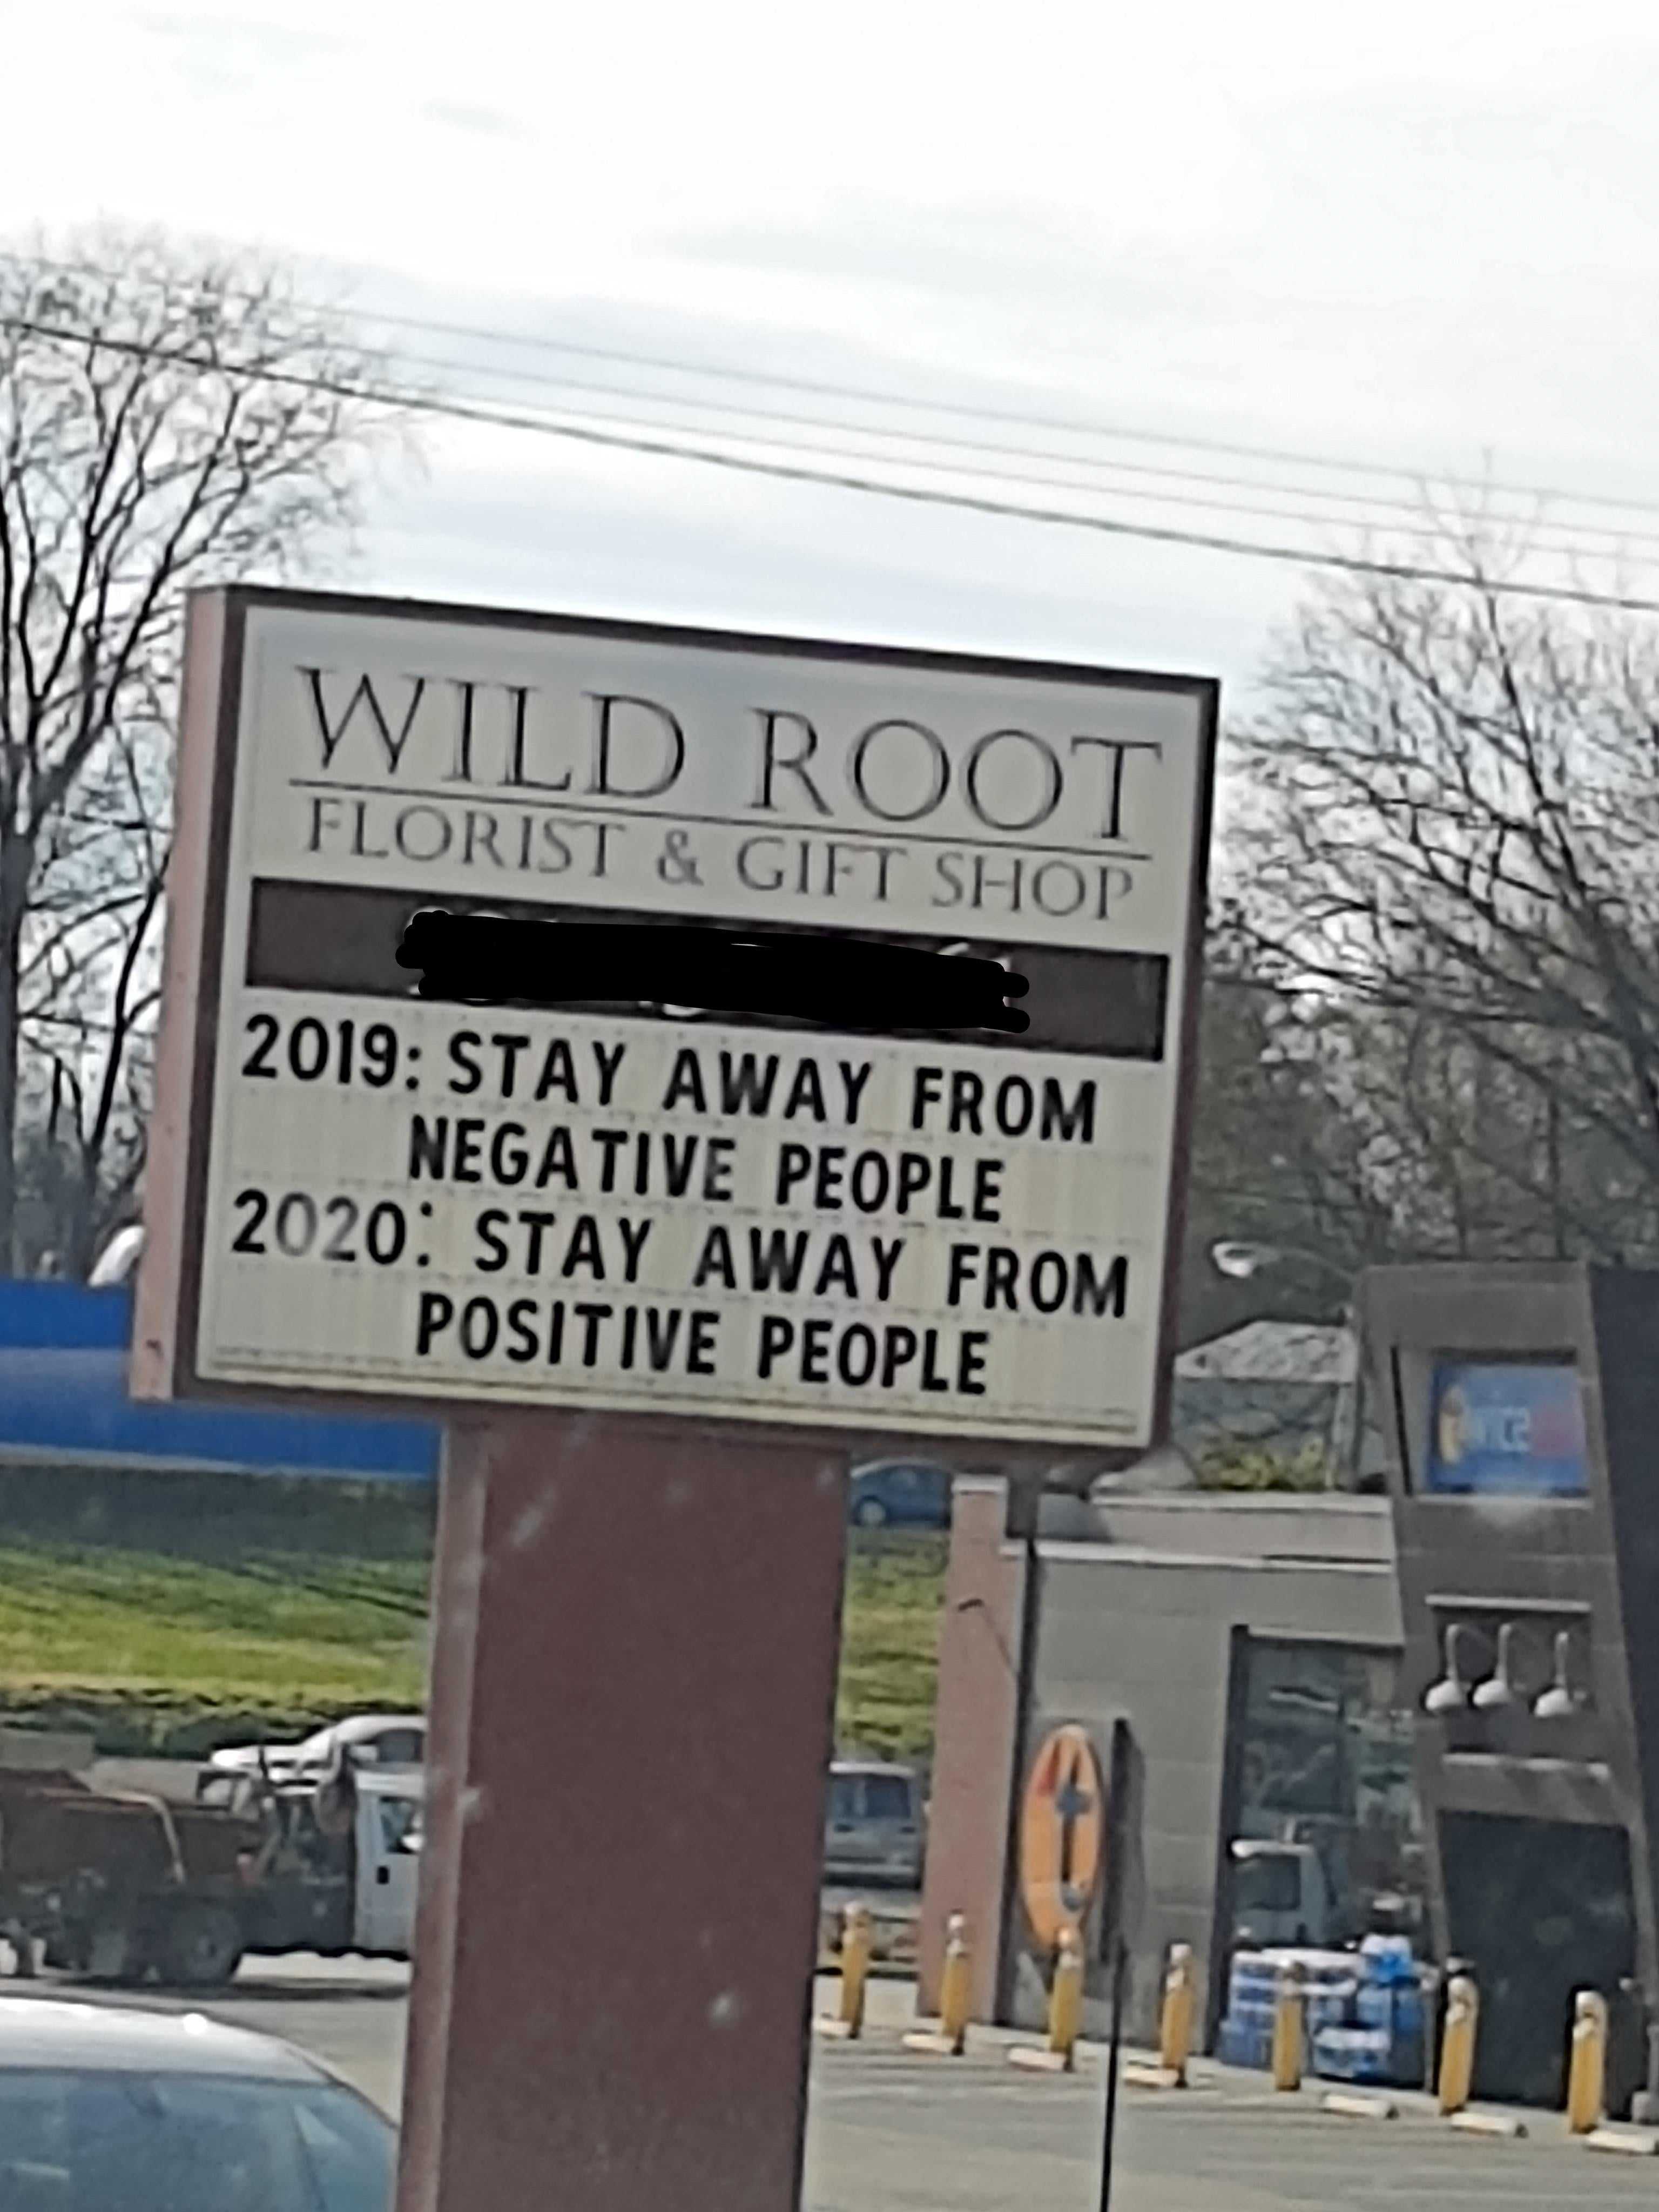 WILD ROOT
FLORIST & GIFT SHOP
2019: STAY AWAY FROM
NEGATIVE PEOPLE
2020: STAY AWAY FROM
POSITIVE PEOPLE